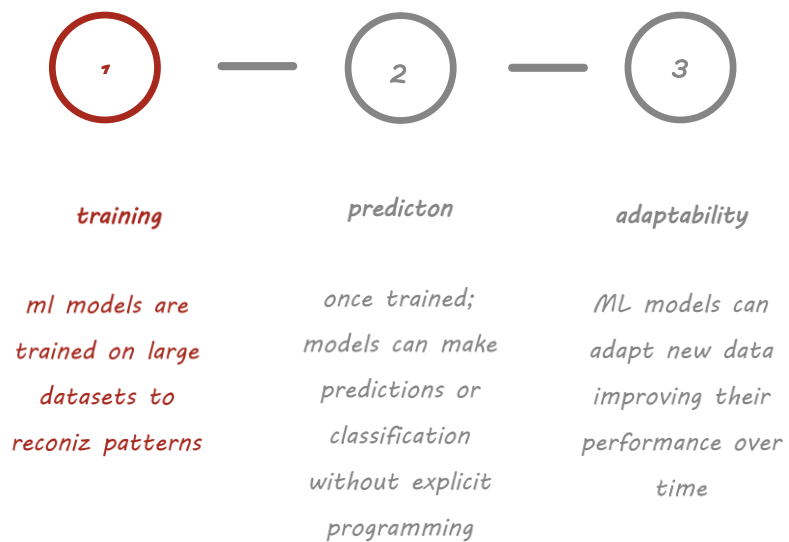 1
2
3
training
predicton
adaptability
ml models are
trained on large
datasets to
reconiz patterns
once trained;
models can make
predictions or
classification
without explicit
programming
ML models can
adapt new data
improving their
performance over
time